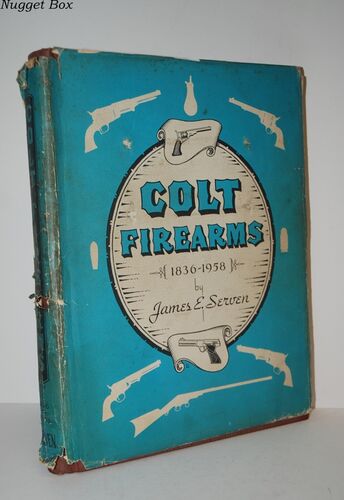 Nugget Box
COLT
FIREARMS
1836-1958
by
James E. Serven